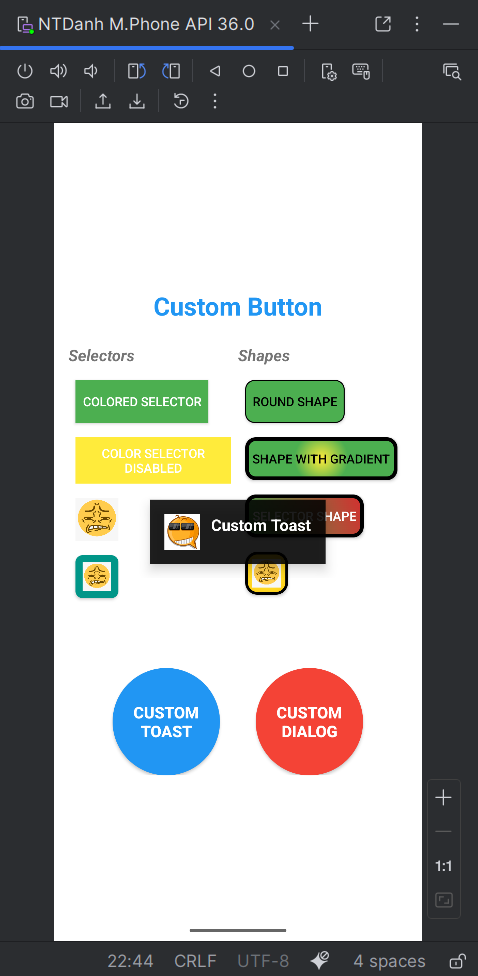 NTDanh M.Phone API 36.0
Custom Button
Selectors
Shapes
COLORED SELECTOR
ROUND SHAPE
COLOR SELECTOR
DISABLED
SHAPE WITH GRADIENT
SELECTOR SHAPE
Custom Toast
CUSTOM
TOAST
CUSTOM
DIALOG
1:1
22:44 CRLF UTF-8 4 spaces